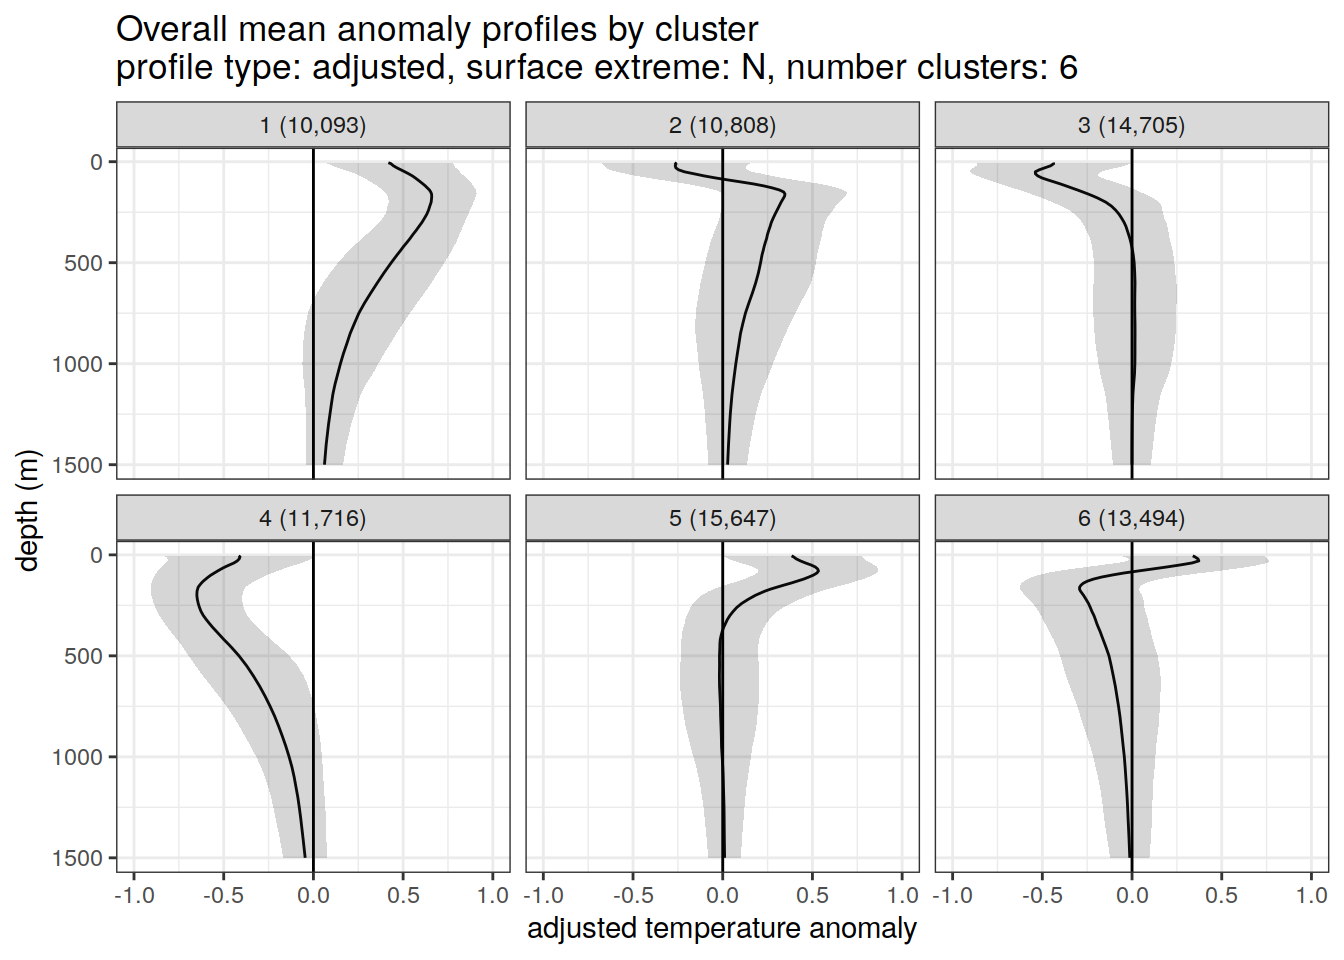 Overall mean anomaly profiles by cluster
profile type: adjusted, surface extreme: N, number clusters: 6
1 (10,093)
2 (10,808)
3 (14,705)
0
500
1000
1500
depth (m)
4 (11,716)
5 (15,647)
6 (13,494)
0
500
1000
1500
-1.0 -0.5 0.0 0.5 1.0
-1.0 -0.5 0.0 0.5 1.0
-1.0 -0.5 0.0 0.5 1.0
adjusted temperature anomaly